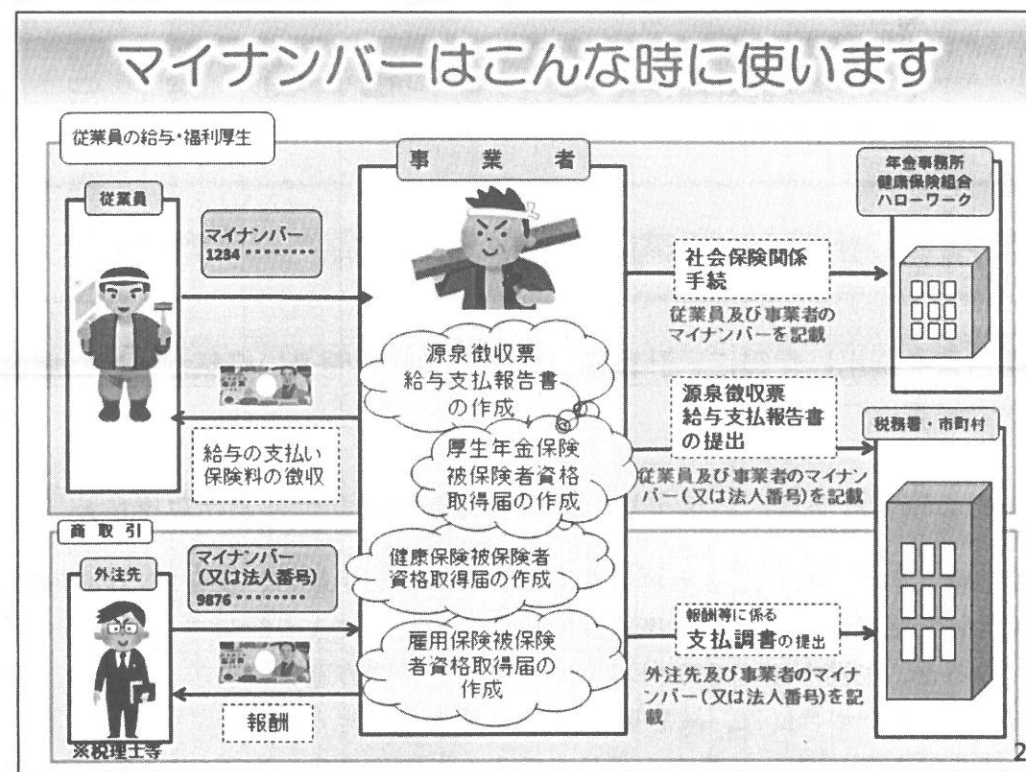 マイナンバーはこんな時に使います
従業員の給与・福利厚生
従業員
マイナンバー
1234 ・・・・・・・・
給与の支払い
保険料の徴収
事業者
源泉徴収票
給与支払報告書
の作成
厚生年金保険
被保険者資格
取得届の作成
健康保険被保険者
資格取得届の作成
雇用保険被保険
者資格取得届の
作成
社会保険関係
手続
従業員及び事業者の
マイナンバーを記載
源泉徴収票
給与支払報告書
の提出
従業員及び事業者のマイナン
バー(又は法人番号)を記載
年金事務所
健康保険組合
ハローワーク
税務署・市町村
商取引
外注先
マイナンバー
(又は法人番号)
9876 ・・・・・・・・
報酬
※税理士等
報酬等に係る
支払調書の提出
外注先及び事業者のマイナ
ンバー(又は法人番号)を記
載
2